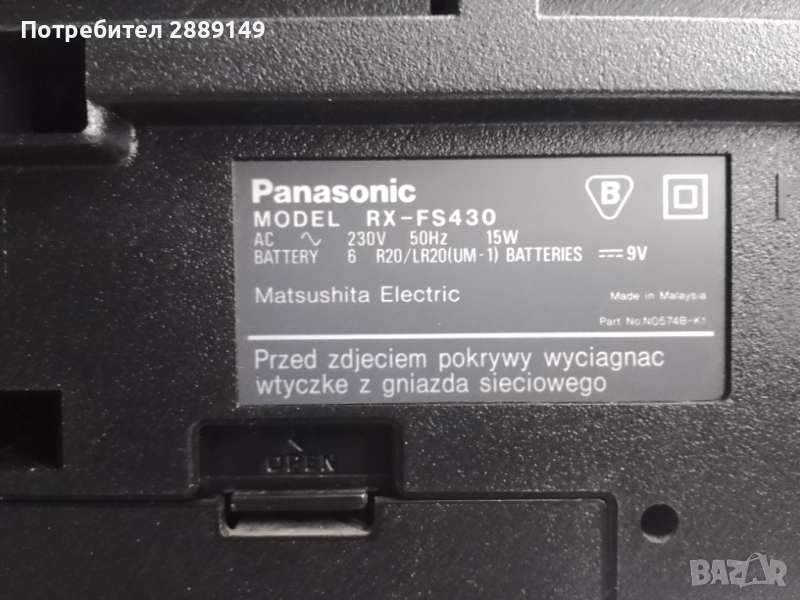 Потребител 2889149
Panasonic
B
MODEL RX-FS430
AC 230V 50Hz 15W
BATTERY 6 R20/LR20(UM-1) BATTERIES 9V
Matsushita Electric
Made in Malaysia
Part No.N0574B-K1
Przed zdjeciem pokrywy wyciagnac
wtyczke z gniazda sieciowego
OPEN
BAZAR